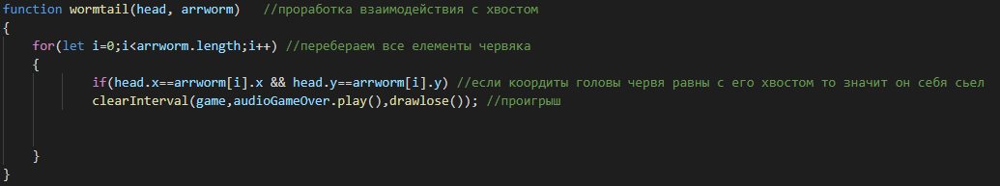 function wormtail(head, arrworm)   //проработка взаимодействия с хвостом
{
    for(let i=0;i<arrworm.length;i++) //перебераем все елементы червяка
    {
            if(head.x==arrworm[i].x && head.y==arrworm[i].y) //если коордиты головы червя равны с его хвостом то значит он себя сьел
            clearInterval(game,audioGameOver.play(),drawlose()); //проигрыш
    }
}